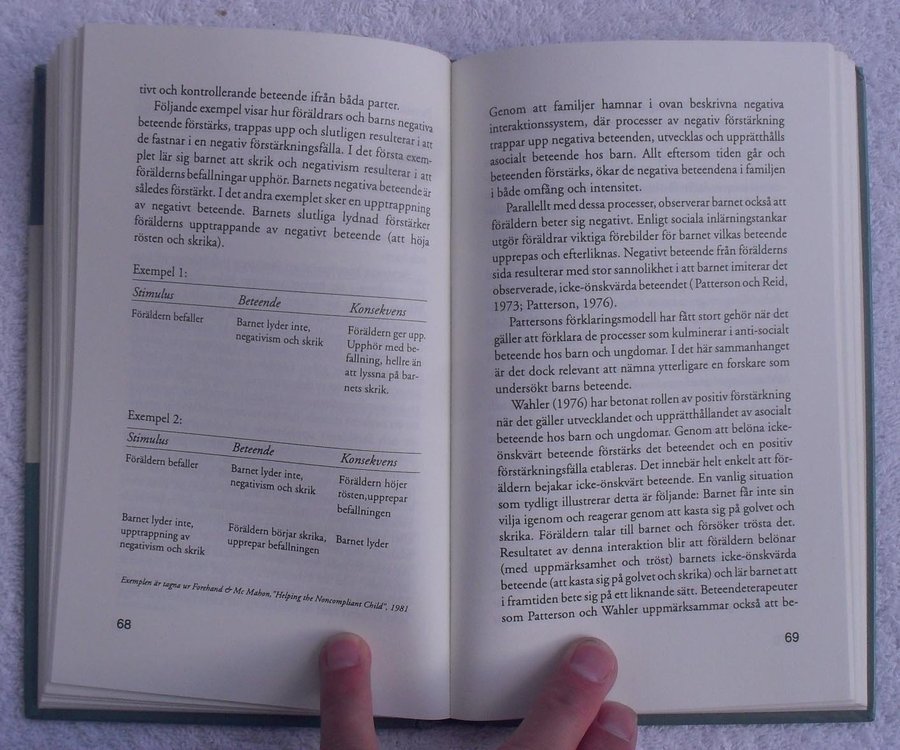 tivt och kontrollerande beteende ifrån båda parter.
Följande exempel visar hur föräldrars och barns negativa
beteende förstärks, trappas upp och slutligen resulterar i att
de fastnar i en negativ förstärkningsfälla. I det första exem-
plet lär sig barnet att skrik och negativism resulterar i att
förälderns befallningar upphör. Barnets negativa beteende är
således förstärkt. I det andra exemplet sker en upptrappning
av negativt beteende. Barnets slutliga lydnad förstärker
förälderns upptrappande av negativt beteende (att höja
rösten och skrika).
Exempel 1:
Stimulus Beteende Konsekvens
Föräldern befaller Barnet lyder inte, Föräldern ger upp.
negativism och skrik Upphör med be-
fallning, hellre än
att lyssna på bar-
nets skrik.
Exempel 2:
Stimulus Beteende Konsekvens
Föräldern befaller Barnet lyder inte, Föräldern höjer
negativism och skrik rösten,upprepar
befallningen
Barnet lyder inte, Föräldern börjar skrika, Barnet lyder
upptrappning av upprepar befallningen
negativism och skrik
Exemplen är tagna ur Forehand & Mc Mahon, "Helping the Noncompliant Child", 1981
68
Genom att familjer hamnar i ovan beskrivna negativa
interaktionssystem, där processer av negativ förstärkning
trappar upp negativa beteenden, utvecklas och upprätthålls
asocialt beteende hos barn. Allt eftersom tiden går och
beteenden förstärks, ökar de negativa beteendena i familjen
i både omfång och intensitet.
Parallellt med dessa processer, observerar barnet också att
föräldern beter sig negativt. Enligt sociala inlärningstankar
utgör föräldrar viktiga förebilder för barnet vilkas beteende
upprepas och efterliknas. Negativt beteende från förälderns
sida resulterar med stor sannolikhet i att barnet imiterar det
observerade, icke-önskvärda beteendet ( Patterson och Reid,
1973; Patterson, 1976).
Pattersons förklaringsmodell har fått stort gehör när det
gäller att förklara de processer som kulminerar i anti-socialt
beteende hos barn och ungdomar. I det här sammanhanget
är det dock relevant att nämna ytterligare en forskare som
undersökt barns beteende.
Wahler (1976) har betonat rollen av positiv förstärkning
när det gäller utvecklandet och upprätthållandet av asocialt
beteende hos barn och ungdomar. Genom att belöna icke-
önskvärt beteende förstärks det beteendet och en positiv
förstärkningsfälla etableras. Det innebär helt enkelt att för-
äldern bejakar icke-önskvärt beteende. En vanlig situation
som tydligt illustrerar detta är följande: Barnet får inte sin
vilja igenom och reagerar genom att kasta sig på golvet och
skrika. Föräldern talar till barnet och försöker trösta det.
Resultatet av denna interaktion blir att föräldern belönar
(med uppmärksamhet och tröst) barnets icke-önskvärda
beteende (att kasta sig på golvet och skrika) och lär barnet att
i framtiden bete sig på ett liknande sätt. Beteendeterapeuter
som Patterson och Wahler uppmärksammar också att be-
69